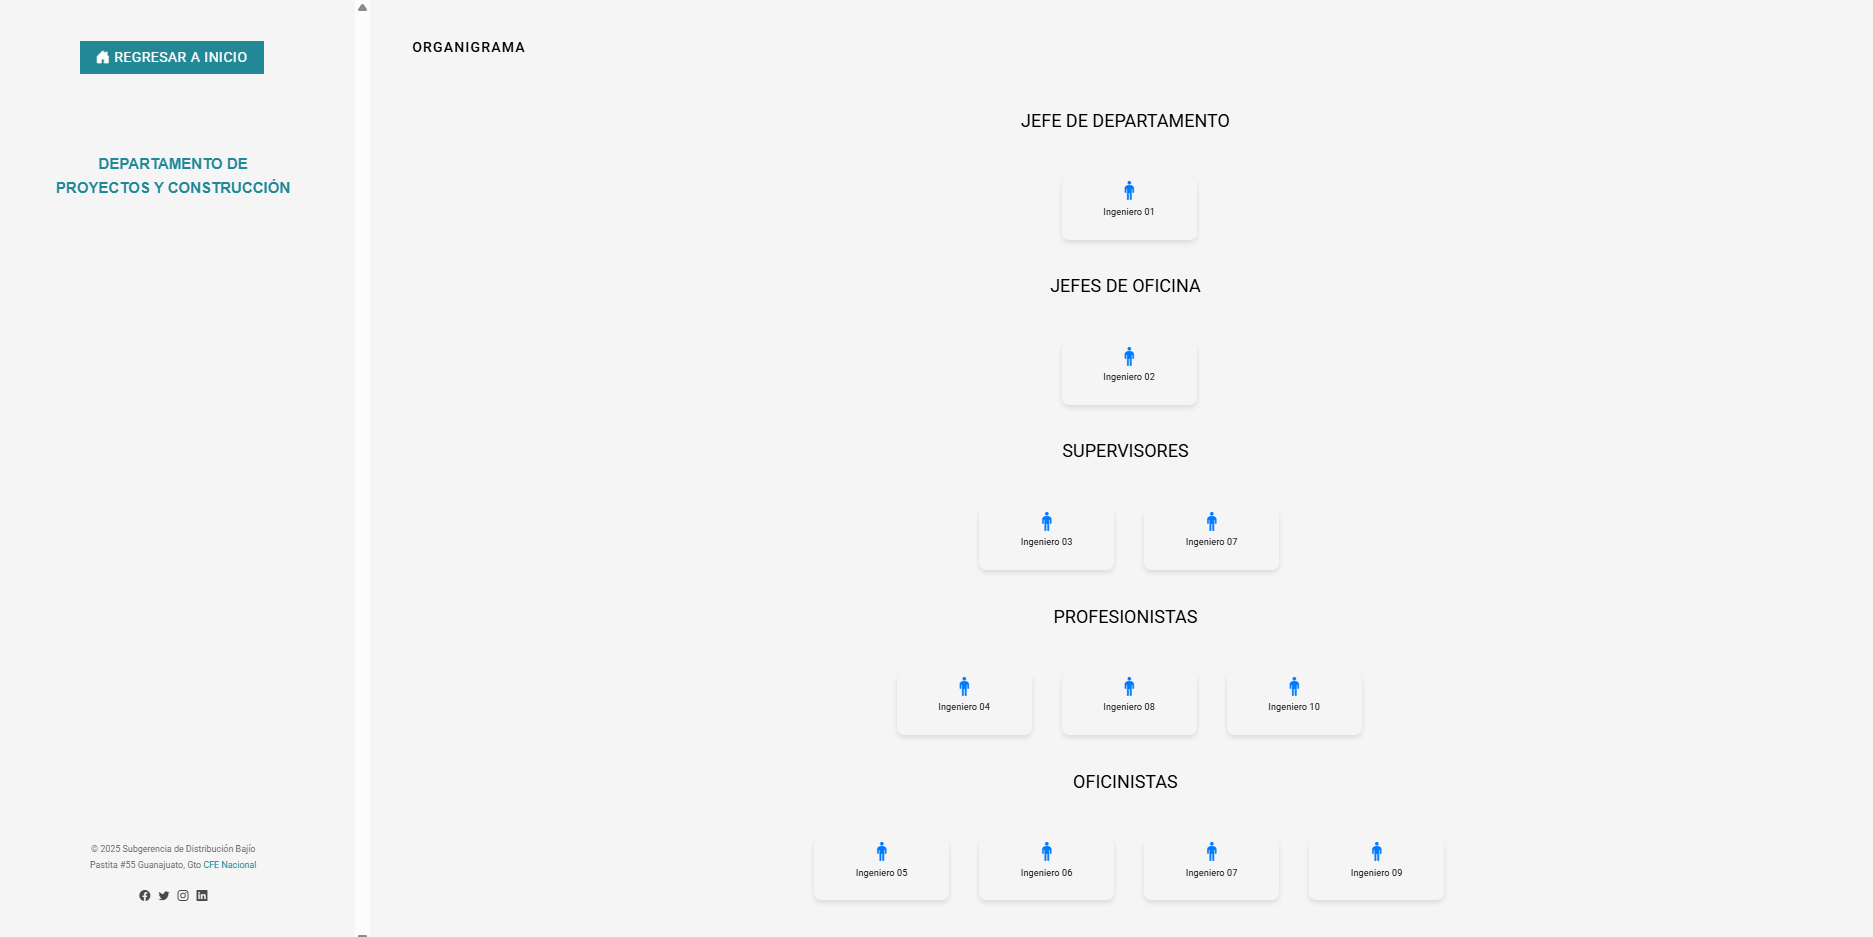 REGRESAR A INICIO
DEPARTAMENTO DE
PROYECTOS Y CONSTRUCCIÓN
© 2025 Subgerencia de Distribución Bajío
Pastita #55 Guanajuato, Gto CFE Nacional
ORGANIGRAMA
JEFE DE DEPARTAMENTO
Ingeniero 01
JEFES DE OFICINA
Ingeniero 02
SUPERVISORES
Ingeniero 03
Ingeniero 07
PROFESIONISTAS
Ingeniero 04
Ingeniero 08
Ingeniero 10
OFICINISTAS
Ingeniero 05
Ingeniero 06
Ingeniero 07
Ingeniero 09